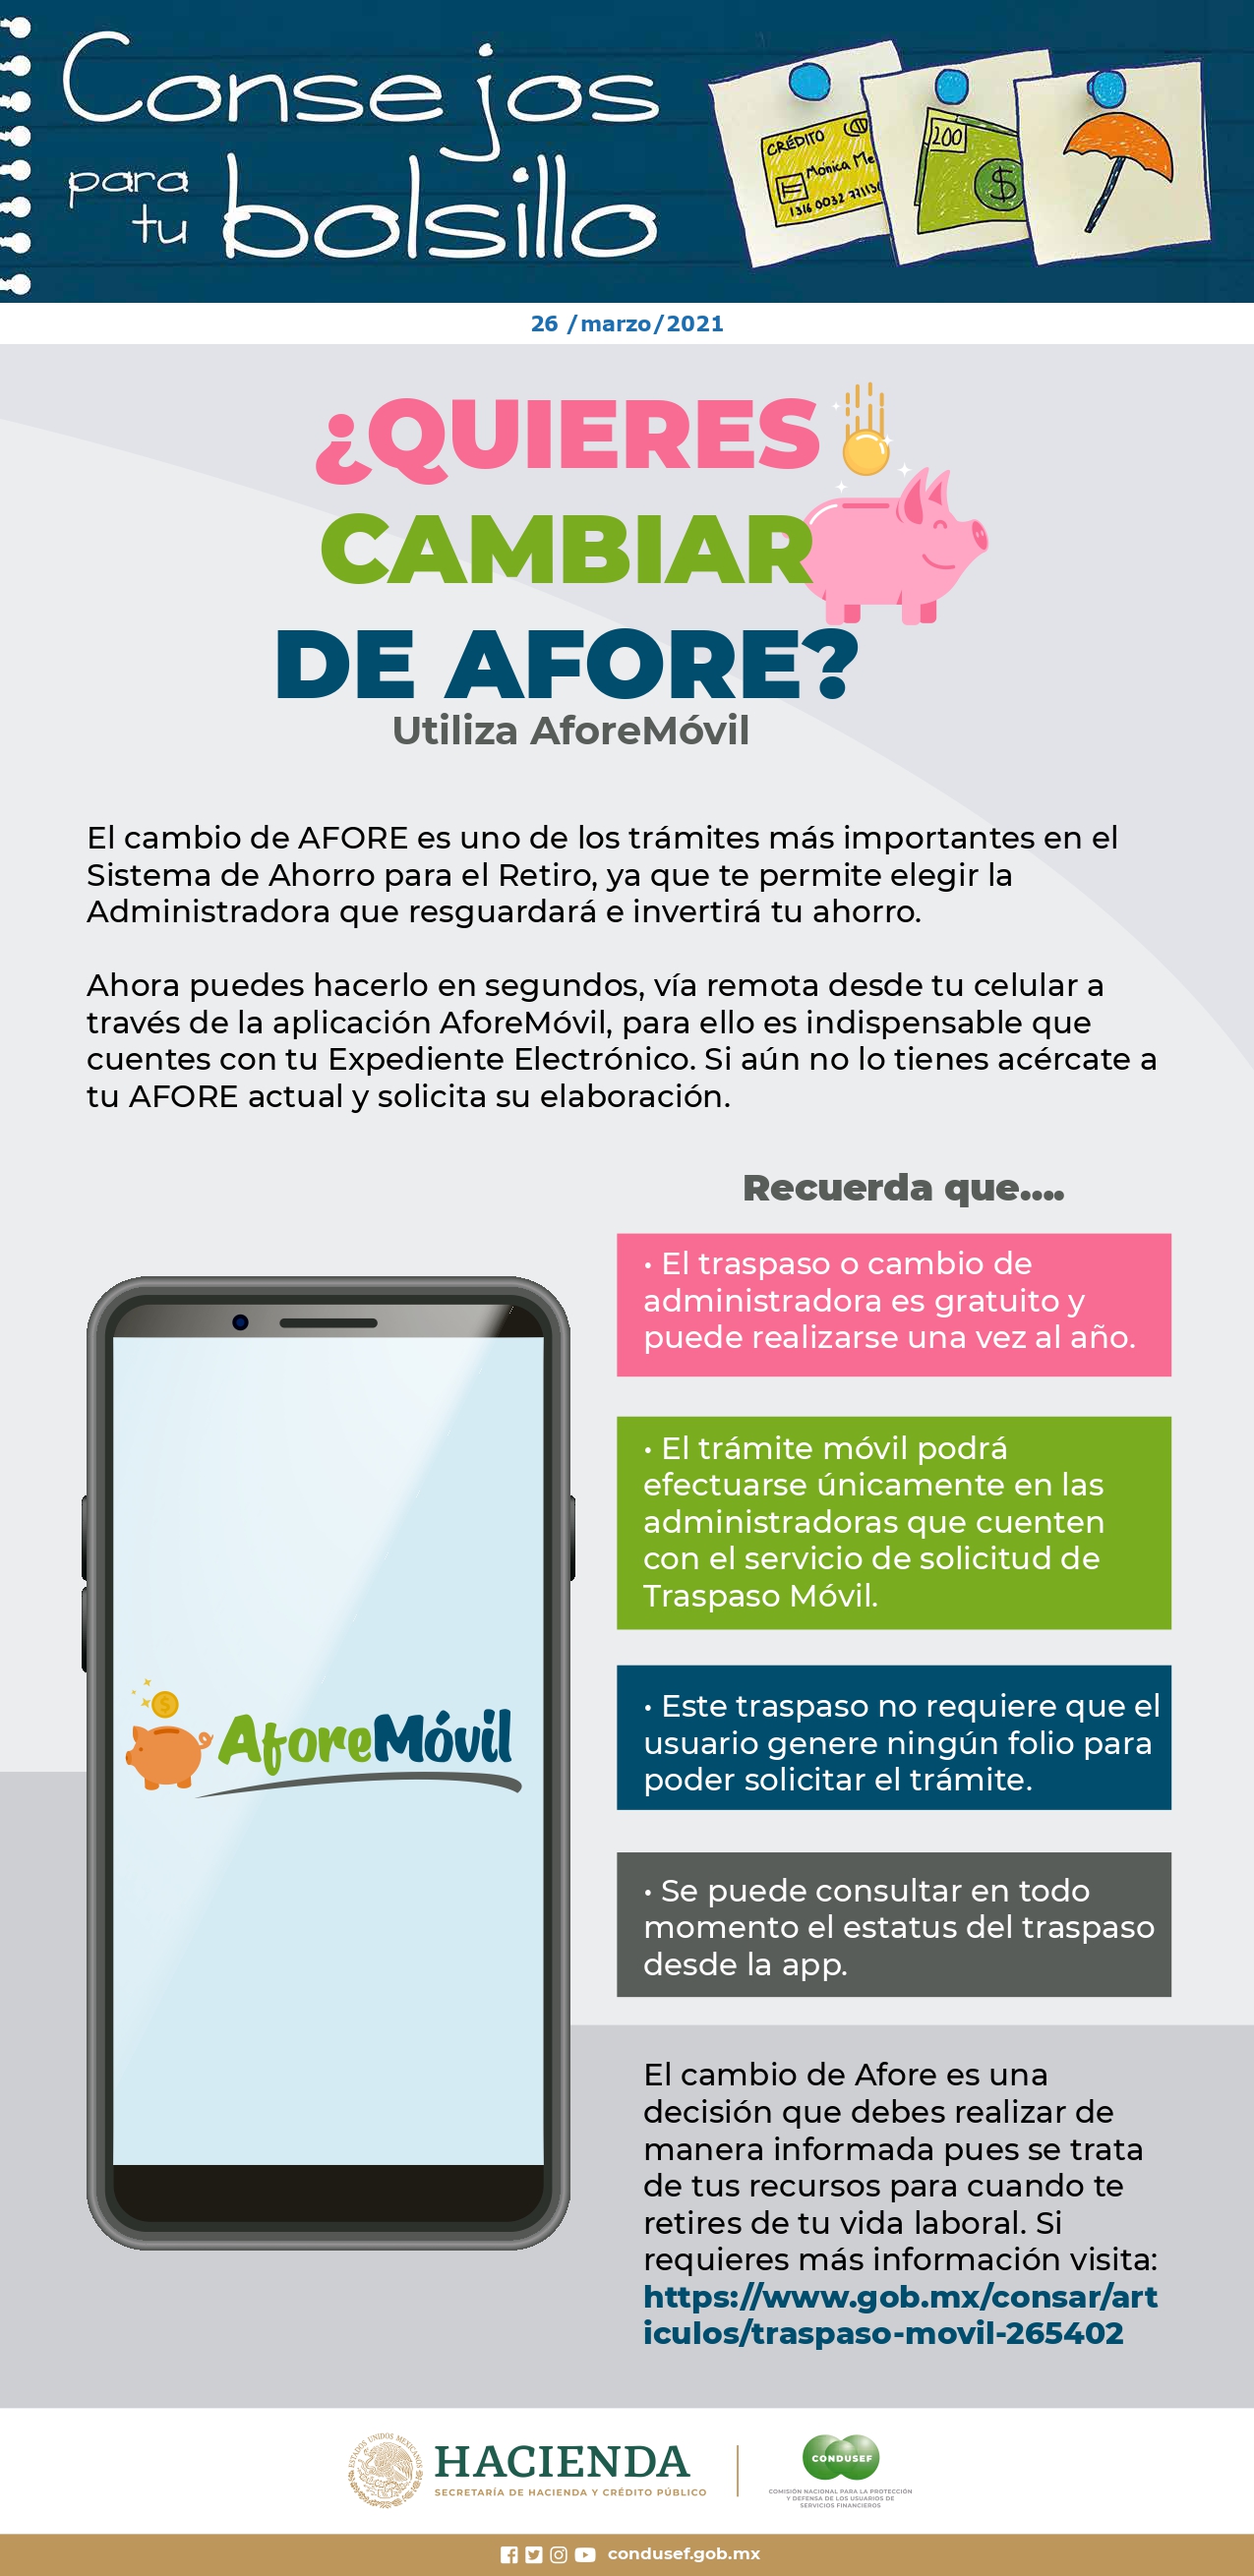 Consejos
para
tu bolsillo
CRÉDITO
Mónica Me
1316 0032
200
$
26 /marzo/2021
¿QUIERES
CAMBIAR
DE AFORE?
Utiliza AforeMóvil
El cambio de AFORE es uno de los trámites más importantes en el
Sistema de Ahorro para el Retiro, ya que te permite elegir la
Administradora que resguardará e invertirá tu ahorro.
Ahora puedes hacerlo en segundos, vía remota desde tu celular a
través de la aplicación AforeMóvil, para ello es indispensable que
cuentes con tu Expediente Electrónico. Si aún no lo tienes acércate a
tu AFORE actual y solicita su elaboración.
Recuerda que....
• El traspaso o cambio de
administradora es gratuito y
puede realizarse una vez al año.
• El trámite móvil podrá
efectuarse únicamente en las
administradoras que cuenten
con el servicio de solicitud de
Traspaso Móvil.
• Este traspaso no requiere que el
usuario genere ningún folio para
poder solicitar el trámite.
• Se puede consultar en todo
momento el estatus del traspaso
desde la app.
$
AforeMóvil
El cambio de Afore es una
decisión que debes realizar de
manera informada pues se trata
de tus recursos para cuando te
retires de tu vida laboral. Si
requieres más información visita:
https://www.gob.mx/consar/art
iculos/traspaso-movil-265402
ESTADOS UNIDOS MEXICANOS
HACIENDA
SECRETARÍA DE HACIENDA Y CRÉDITO PÚBLICO
CONDUSEF
COMISIÓN NACIONAL PARA LA PROTECCIÓN
Y DEFENSA DE LOS USUARIOS DE
SERVICIOS FINANCIEROS
condusef.gob.mx